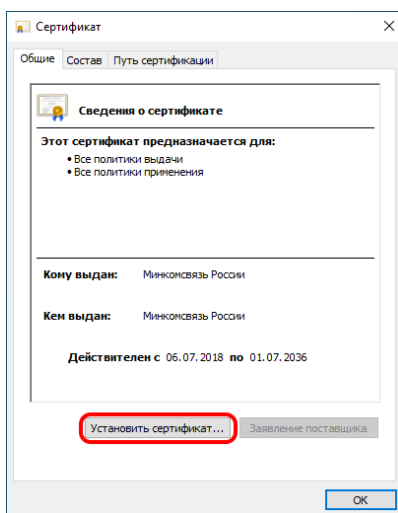 Сертификат
Общие Состав Путь сертификации
Сведения о сертификате
Этот сертификат предназначается для:
• Все политики выдачи
• Все политики применения
Кому выдан: Минкомсвязь России
Кем выдан: Минкомсвязь России
Действителен с 06.07.2018 по 01.07.2036
Установить сертификат... Заявление поставщика
ОК